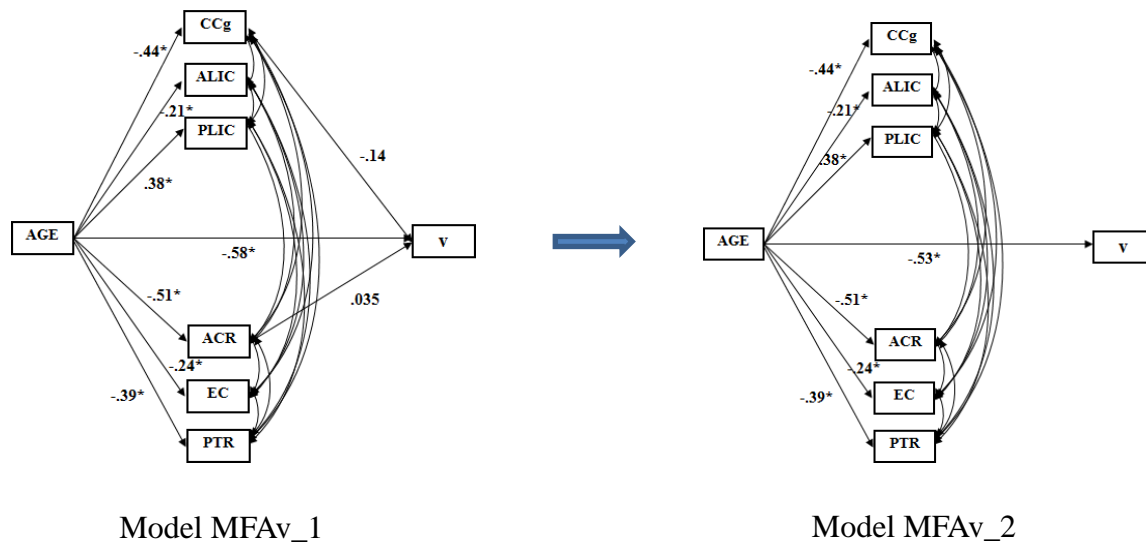 CCg
-.44*
ALIC
-.21*
PLIC
.38*
-.14
AGE
v
-.58*
-.51*
.035
ACR
-.24*
-.39*
EC
PTR
Model MFAv_1
CCg
-.44*
ALIC
-.21*
PLIC
.38*
AGE
v
-.53*
-.51*
ACR
-.24*
-.39*
EC
PTR
Model MFAv_2